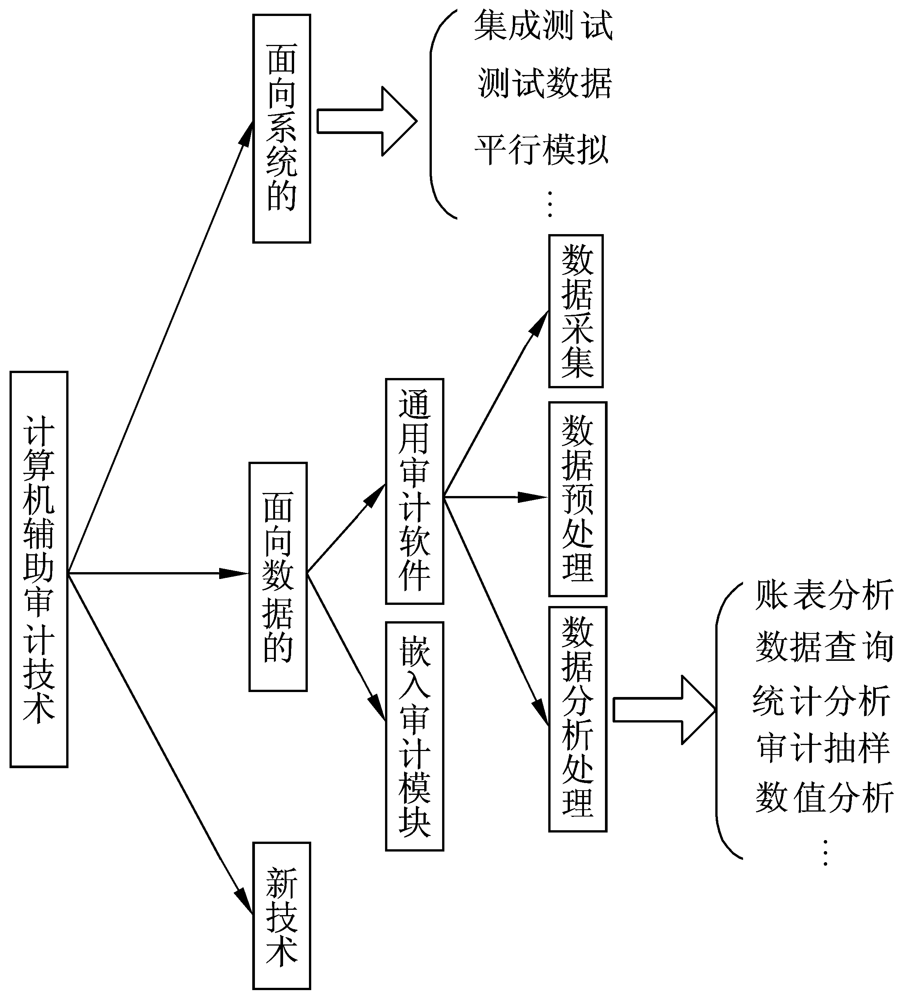 计算机辅助审计技术
面向系统的
集成测试
测试数据
平行模拟
⋮
面向数据的
通用审计软件
数据采集
数据预处理
数据分析处理
账表分析
数据查询
统计分析
审计抽样
数值分析
⋮
嵌入审计模块
新技术